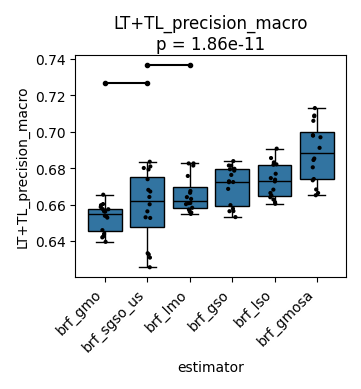 LT+TL_precision_macro
p = 1.86e-11
0.74
0.72
0.70
0.68
0.66
0.64
LT+TL_precision_macro
brf_gmo
brf_sgso_us
brf_lmo
brf_gso
brf_lso
brf_gmosa
estimator